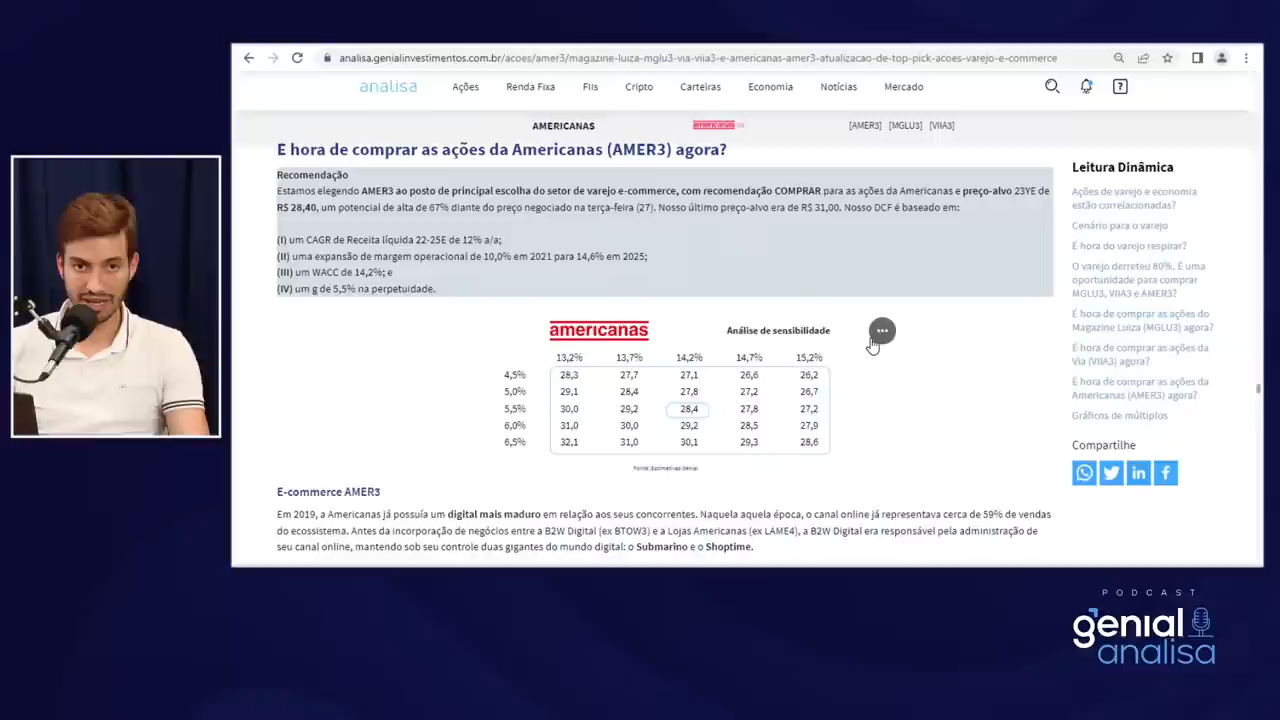 analisa.genialinvestimentos.com.br/acoes/amer3/magazine-luiza-mglu3-via-viia3-e-americanas-amer3-atualizacao-de-top-pick-acoes-varejo-e-commerce
analisa Ações Renda Fixa FIIs Cripto Carteiras Economia Notícias Mercado
AMERICANAS americanas [AMER3] [MGLU3] [VIIA3]
É hora de comprar as ações da Americanas (AMER3) agora?
Recomendação
Estamos elegendo AMER3 ao posto de principal escolha do setor de varejo e-commerce, com recomendação COMPRAR para as ações da Americanas e preço-alvo 23YE de
R$ 28,40, um potencial de alta de 67% diante do preço negociado na terça-feira (27). Nosso último preço-alvo era de R$ 31,00. Nosso DCF é baseado em:
(I) um CAGR de Receita líquida 22-25E de 12% a/a;
(II) uma expansão de margem operacional de 10,0% em 2021 para 14,6% em 2025;
(III) um WACC de 14,2%; e
(IV) um g de 5,5% na perpetuidade.
americanas Análise de sensibilidade
13,2% 13,7% 14,2% 14,7% 15,2%
4,5% 28,3 27,7 27,1 26,6 26,2
5,0% 29,1 28,4 27,8 27,2 26,7
5,5% 30,0 29,2 28,4 27,8 27,2
6,0% 31,0 30,0 29,2 28,5 27,9
6,5% 32,1 31,0 30,1 29,3 28,6
Fonte: Estimativas Genial
E-commerce AMER3
Em 2019, a Americanas já possuía um digital mais maduro em relação aos seus concorrentes. Naquela aquela época, o canal online já representava cerca de 59% de vendas
do ecossistema. Antes da incorporação de negócios entre a B2W Digital (ex BTOW3) e a Lojas Americanas (ex LAME4), a B2W Digital era responsável pela administração de
seu canal online, mantendo sob seu controle duas gigantes do mundo digital: o Submarino e o Shoptime.
Leitura Dinâmica
Ações de varejo e economia
estão correlacionadas?
Cenário para o varejo
É hora do varejo respirar?
O varejo derreteu 80%. É uma
oportunidade para comprar
MGLU3, VIIA3 e AMER3?
É hora de comprar as ações do
Magazine Luiza (MGLU3) agora?
É hora de comprar as ações da
Via (VIIA3) agora?
É hora de comprar as ações da
Americanas (AMER3) agora?
Gráficos de múltiplos
Compartilhe
PODCAST
genial
analisa